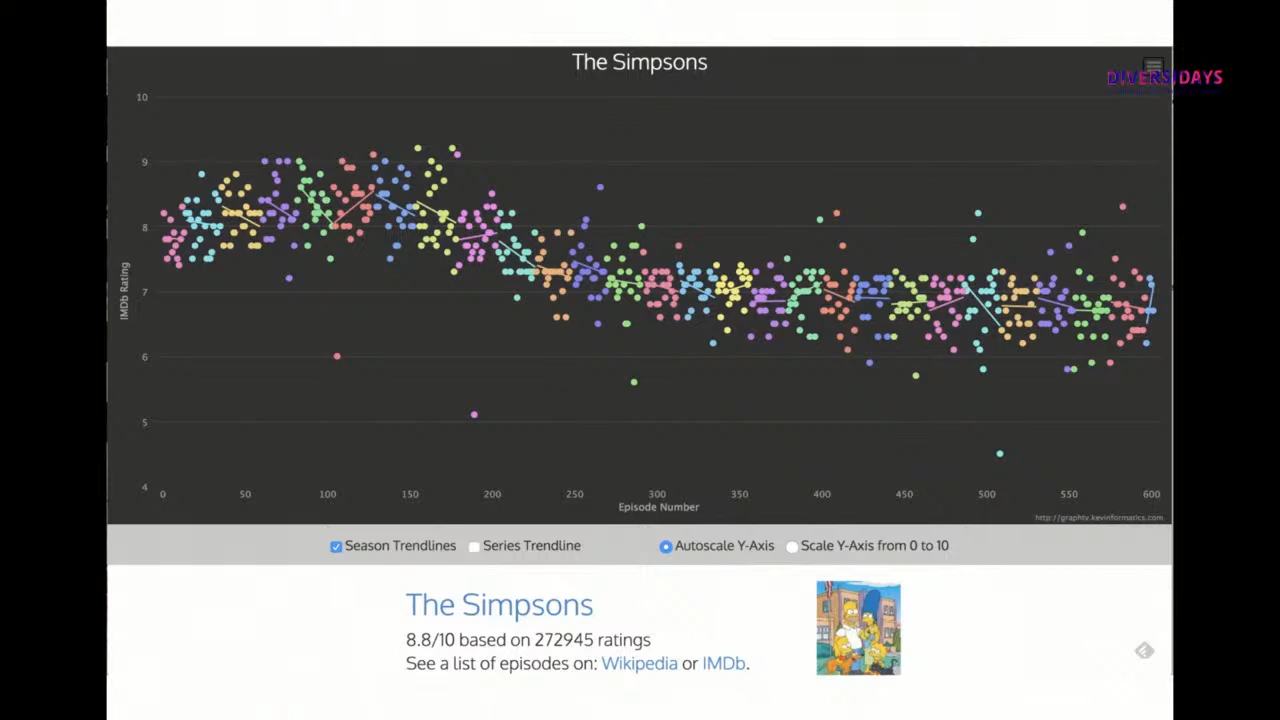 The Simpsons
DIVERSIDAYS
10
9
8
7
6
5
4
IMDb Rating
0 50 100 150 200 250 300 350 400 450 500 550 600
Episode Number
http://graphtv.kevinformatics.com
Season Trendlines Series Trendline Autoscale Y-Axis Scale Y-Axis from 0 to 10
The Simpsons
8.8/10 based on 272945 ratings
See a list of episodes on: Wikipedia or IMDb.